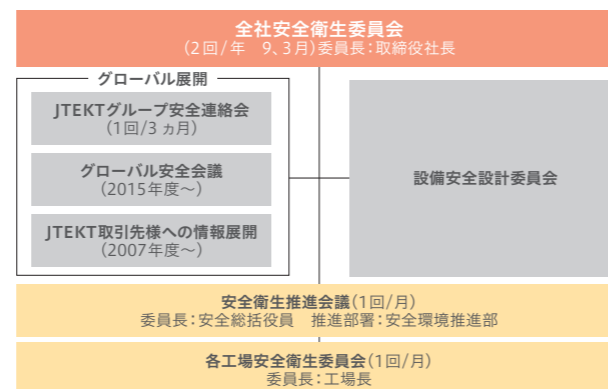 全社安全衛生委員会
(2回/年 9、3月)委員長:取締役社長
グローバル展開
JTEKTグループ安全連絡会
(1回/3ヵ月)
グローバル安全会議
(2015年度〜)
JTEKT取引先様への情報展開
(2007年度〜)
設備安全設計委員会
安全衛生推進会議(1回/月)
委員長:安全総括役員 推進部署:安全環境推進部
各工場安全衛生委員会(1回/月)
委員長:工場長